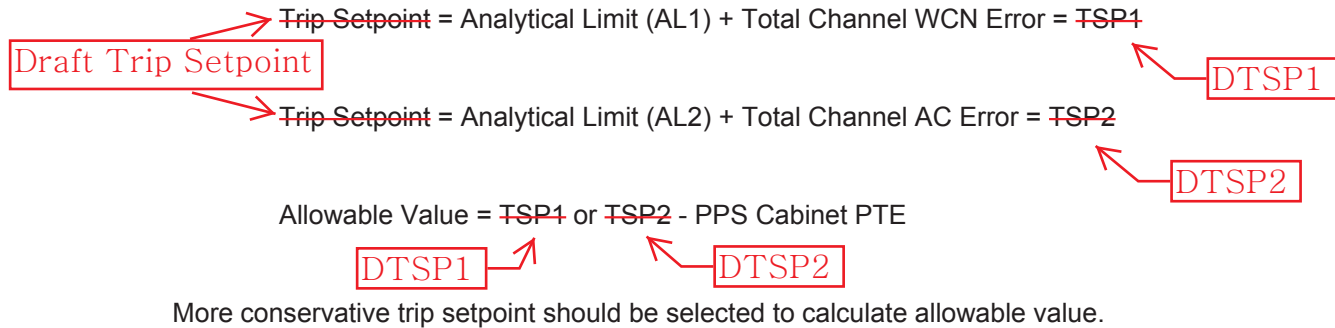 Trip Setpoint = Analytical Limit (AL1) + Total Channel WCN Error = TSP1
Draft Trip Setpoint
DTSP1
Trip Setpoint = Analytical Limit (AL2) + Total Channel AC Error = TSP2
DTSP2
Allowable Value = TSP1 or TSP2 - PPS Cabinet PTE
DTSP1
DTSP2
More conservative trip setpoint should be selected to calculate allowable value.